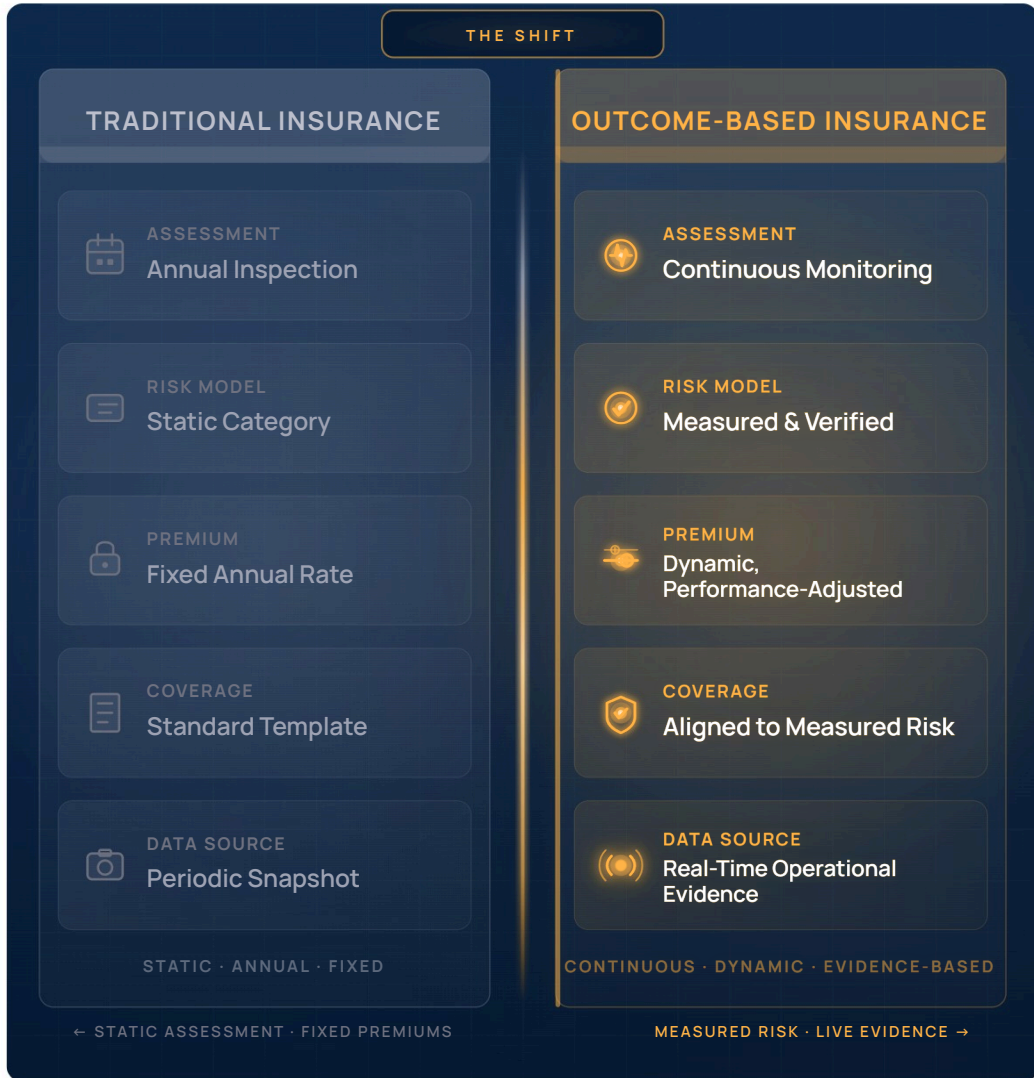 THE SHIFT
TRADITIONAL INSURANCE
ASSESSMENT
Annual Inspection
RISK MODEL
Static Category
PREMIUM
Fixed Annual Rate
COVERAGE
Standard Template
DATA SOURCE
Periodic Snapshot
STATIC · ANNUAL · FIXED
← STATIC ASSESSMENT · FIXED PREMIUMS
OUTCOME-BASED INSURANCE
ASSESSMENT
Continuous Monitoring
RISK MODEL
Measured & Verified
PREMIUM
Dynamic,
Performance-Adjusted
COVERAGE
Aligned to Measured Risk
DATA SOURCE
Real-Time Operational
Evidence
CONTINUOUS · DYNAMIC · EVIDENCE-BASED
MEASURED RISK · LIVE EVIDENCE →